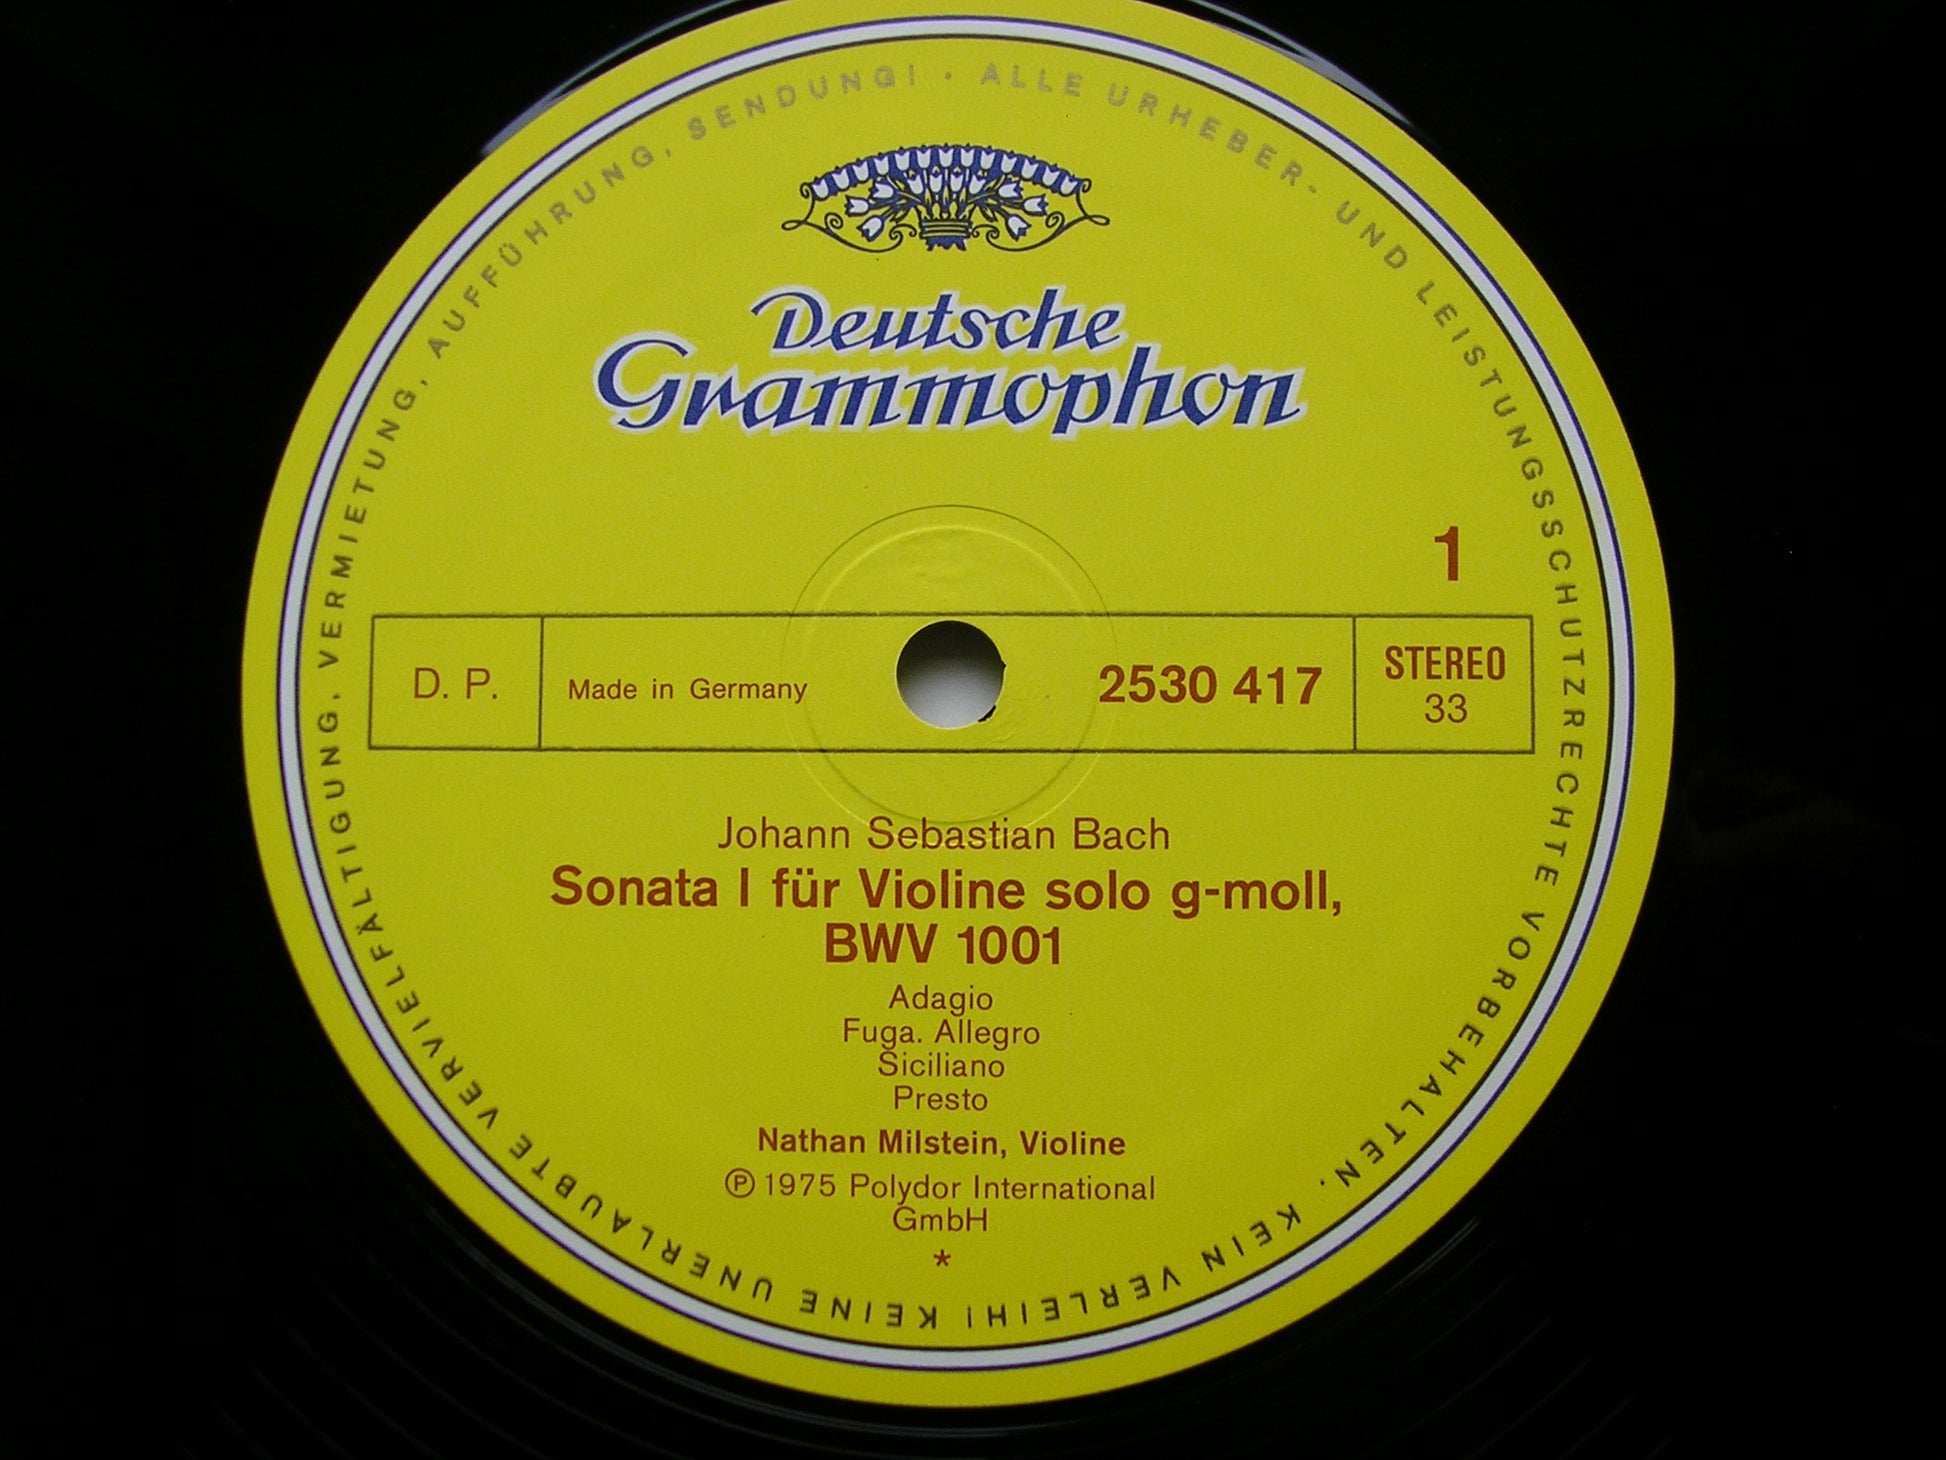 Deutsche
Grammophon
1
D. P.
Made in Germany
2530 417
STEREO
33
Johann Sebastian Bach
Sonata I für Violine solo g-moll,
BWV 1001
Adagio
Fuga. Allegro
Siciliano
Presto
Nathan Milstein, Violine
Ⓟ 1975 Polydor International
GmbH
*
ALLE URHEBER- UND LEISTUNGSSCHUTZRECHTE VORBEHALTEN. KEIN VERLEIH! KEINE UNERLAUBTE VERVIELFÄLTIGUNG, VERMIETUNG, AUFFÜHRUNG, SENDUNG! ·